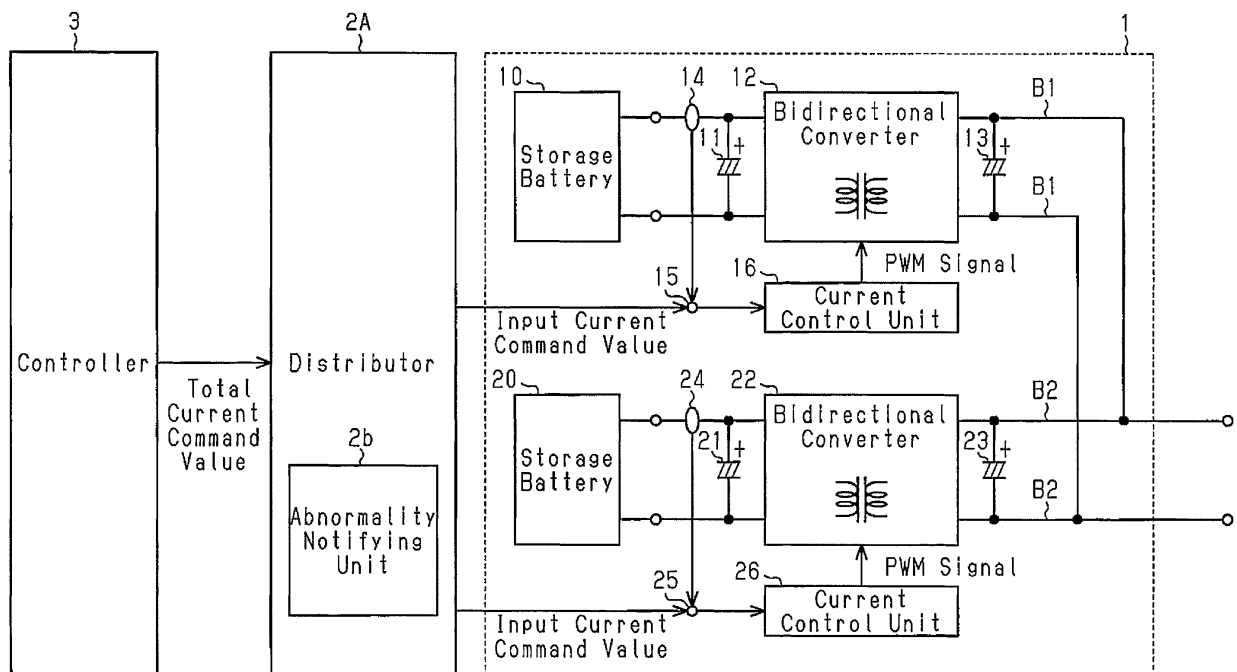 3
2A
1
10
14
12
B1
Bidirectional
Converter
11
+
13
+
Storage
Battery
B1
PWM Signal
15
16
Current
Control Unit
Input Current
Command Value
Controller
Distributor
Total
Current
Command
Value
20
24
22
B2
Bidirectional
Converter
21
+
23
+
Storage
Battery
B2
2b
Abnormality
Notifying
Unit
PWM Signal
25
26
Current
Control Unit
Input Current
Command Value